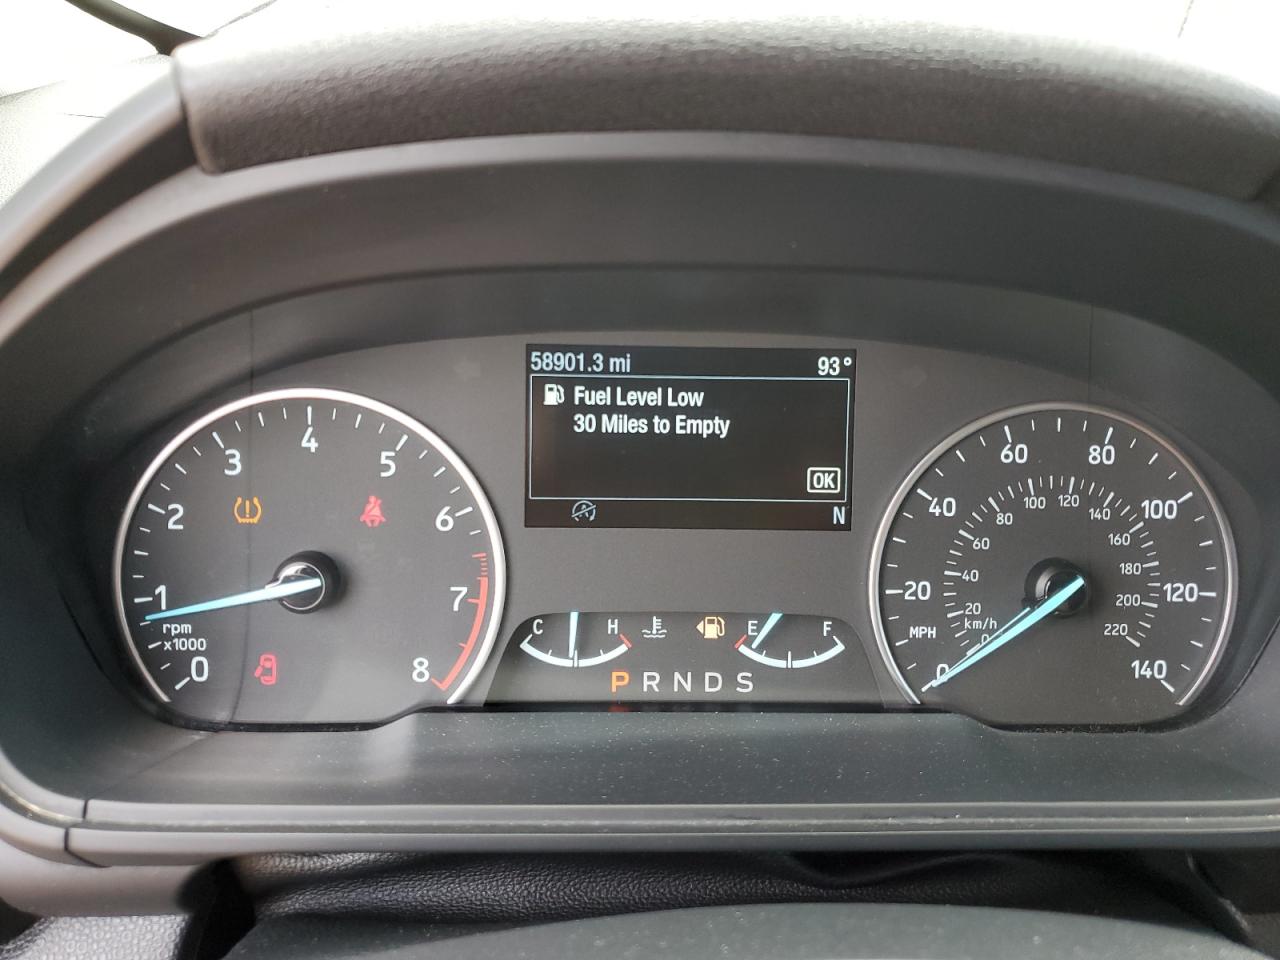 58901.3 mi 93°
Fuel Level Low
30 Miles to Empty
OK
N
0 1 2 3 4 5 6 7 8
rpm
x1000
C H
E F
P R N D S
0 20 40 60 80 100 120 140
MPH
0 20 40 60 80 100 120 140 160 180 200 220
km/h